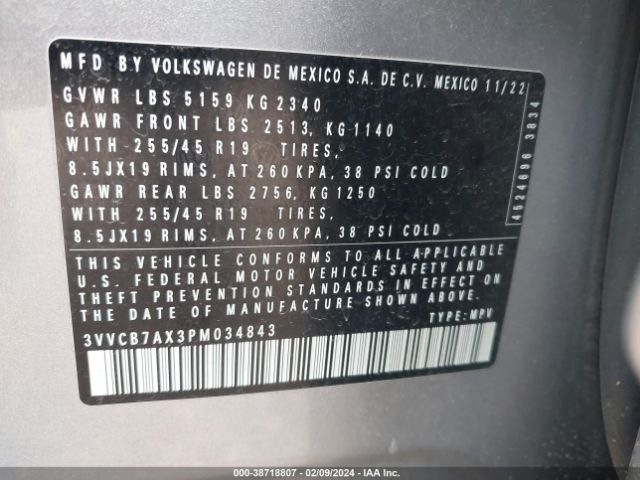 MFD BY VOLKSWAGEN DE MEXICO S.A. DE C.V. MEXICO 11/22
GVWR LBS 5159 KG 2340
GAWR FRONT LBS 2513, KG 1140
WITH 255/45 R19 TIRES,
8.5JX19 RIMS, AT 260 KPA, 38 PSI COLD
GAWR REAR LBS 2756, KG 1250
WITH 255/45 R19 TIRES,
8.5JX19 RIMS, AT 260 KPA, 38 PSI COLD
4524696 3834
THIS VEHICLE CONFORMS TO ALL APPLICABLE
U.S. FEDERAL MOTOR VEHICLE SAFETY AND
THEFT PREVENTION STANDARDS IN EFFECT ON
THE DATE OF MANUFACTURE SHOWN ABOVE
3VVCB7AX3PM034843 TYPE: MPV
000-38718807 - 02/09/2024 - IAA Inc.